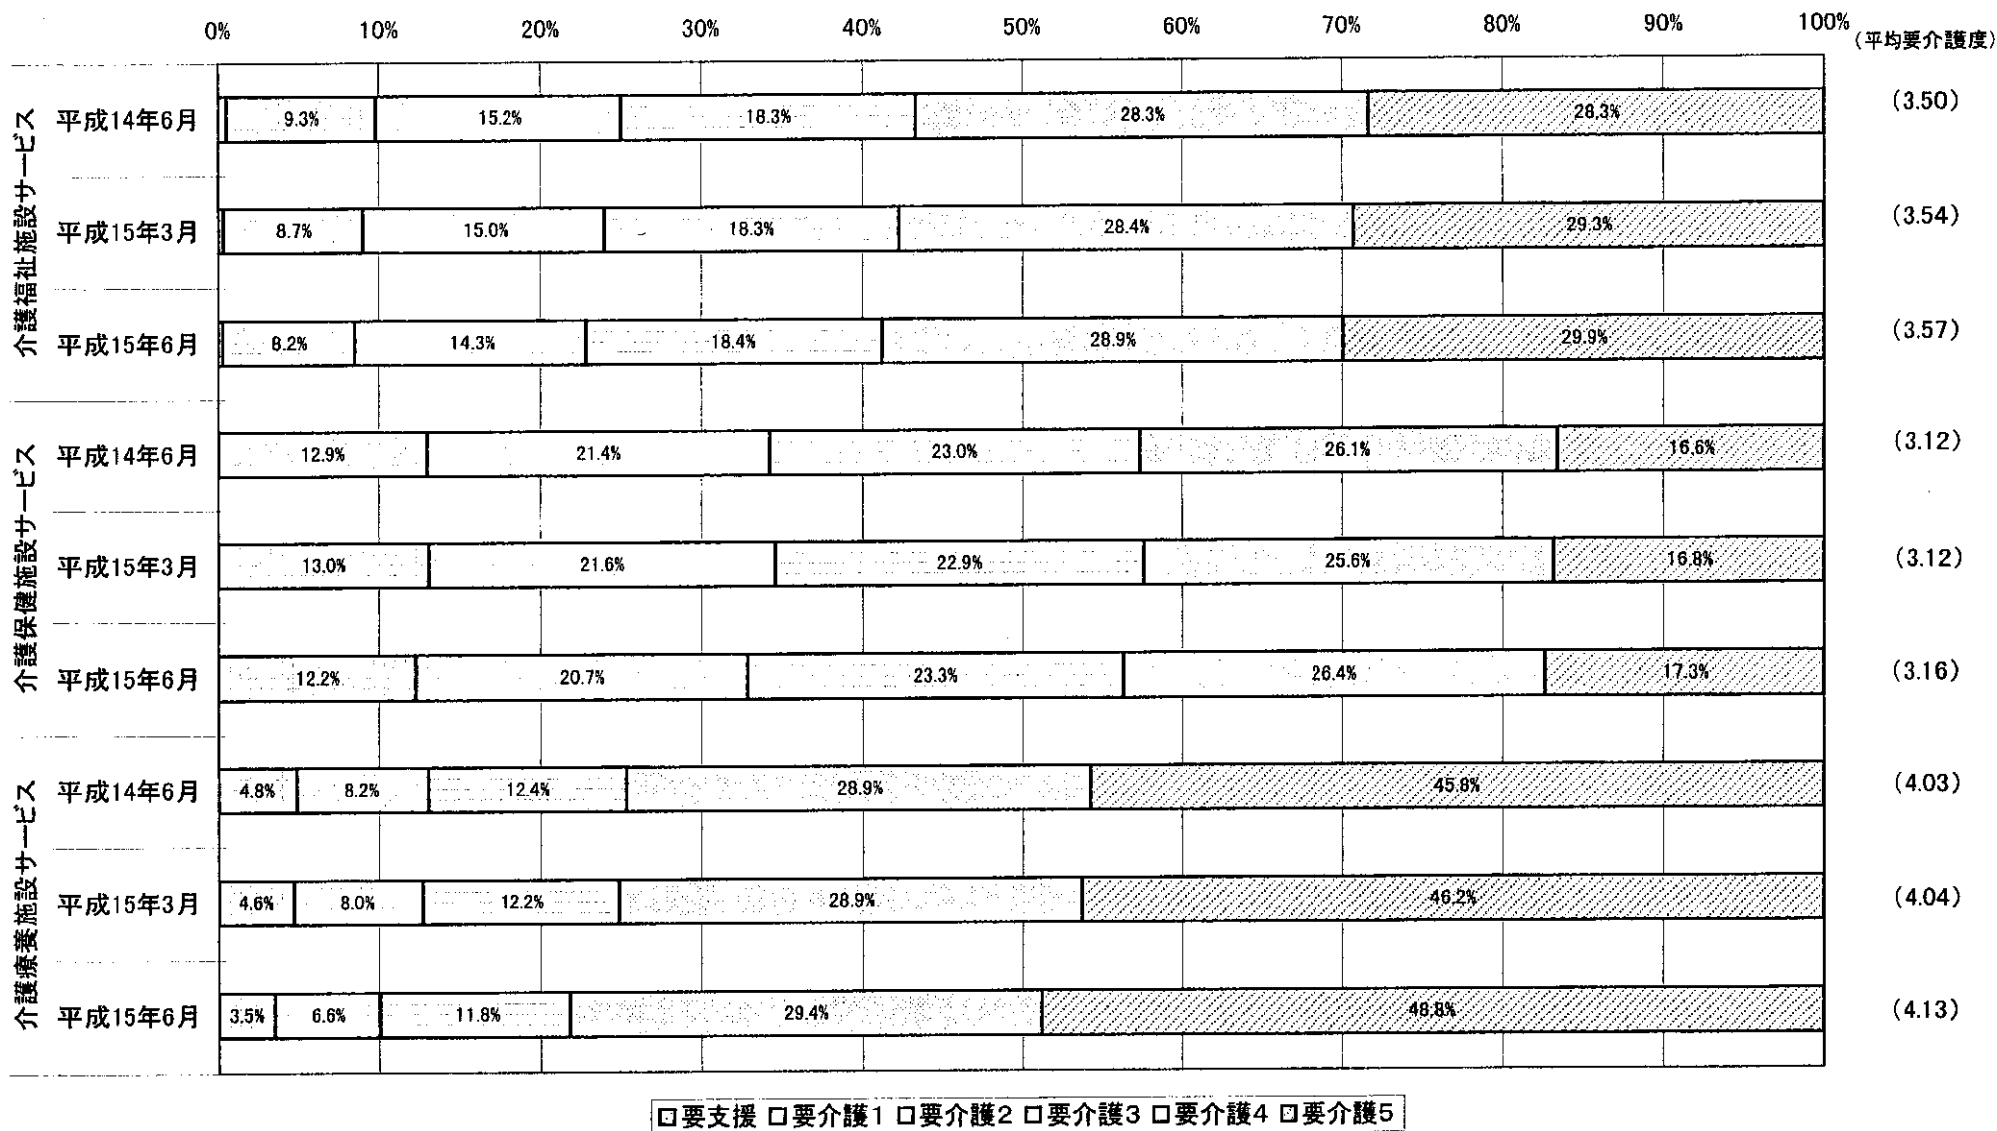 0% 10% 20% 30% 40% 50% 60% 70% 80% 90% 100%
(平均要介護度)
介護福祉施設サービス
平成14年6月 9.3% 15.2% 18.3% 28.3% 28.3% (3.50)
平成15年3月 8.7% 15.0% 18.3% 28.4% 29.3% (3.54)
平成15年6月 8.2% 14.3% 18.4% 28.9% 29.9% (3.57)
介護保健施設サービス
平成14年6月 12.9% 21.4% 23.0% 26.1% 16.6% (3.12)
平成15年3月 13.0% 21.6% 22.9% 25.6% 16.8% (3.12)
平成15年6月 12.2% 20.7% 23.3% 26.4% 17.3% (3.16)
介護療養施設サービス
平成14年6月 4.8% 8.2% 12.4% 28.9% 45.8% (4.03)
平成15年3月 4.6% 8.0% 12.2% 28.9% 46.2% (4.04)
平成15年6月 3.5% 6.6% 11.8% 29.4% 48.8% (4.13)
要支援 要介護1 要介護2 要介護3 要介護4 要介護5